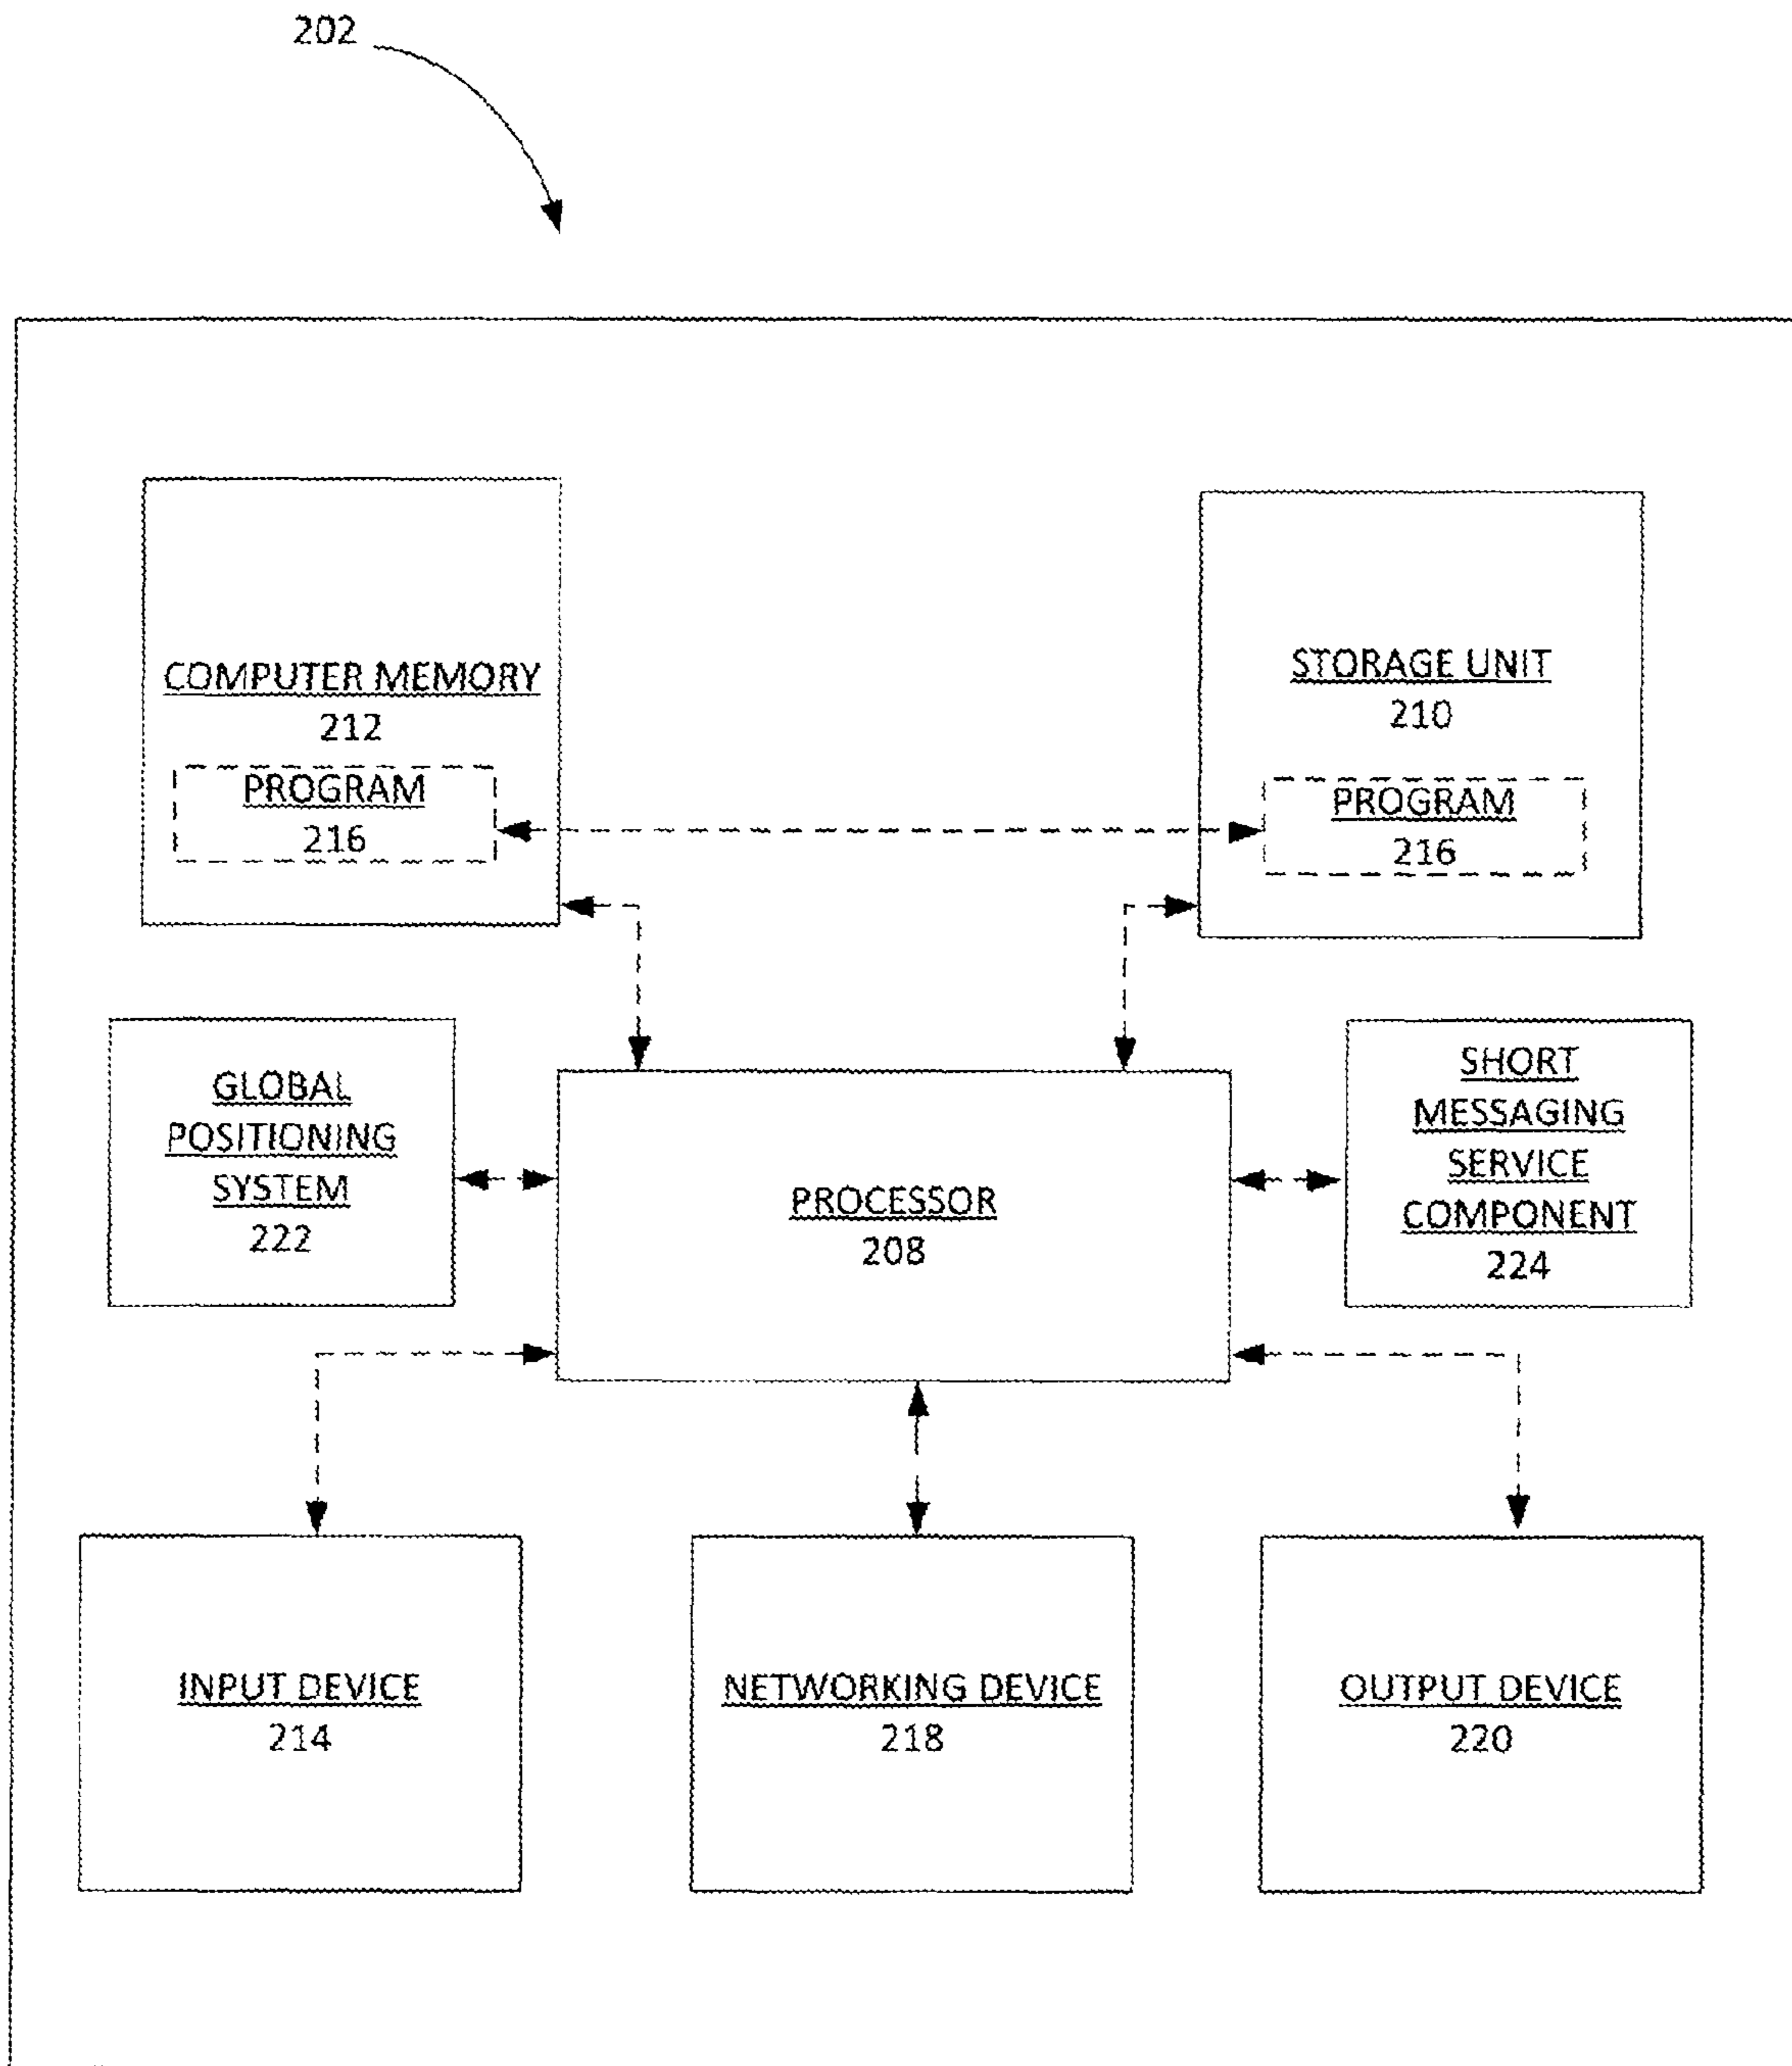 202
COMPUTER MEMORY
212
PROGRAM
216
STORAGE UNIT
210
PROGRAM
216
GLOBAL
POSITIONING
SYSTEM
222
PROCESSOR
208
SHORT
MESSAGING
SERVICE
COMPONENT
224
INPUT DEVICE
214
NETWORKING DEVICE
218
OUTPUT DEVICE
220